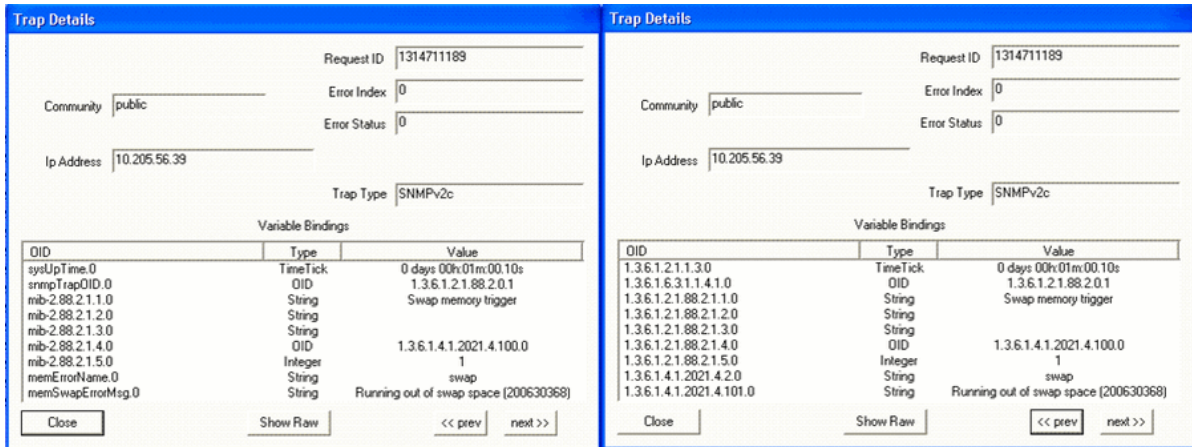 Trap Details
Request ID 1314711189
Error Index 0
Community public
Error Status 0
Ip Address 10.205.56.39
Trap Type SNMPv2c
Variable Bindings
OID Type Value
sysUpTime.0 TimeTick 0 days 00h:01m:00.10s
snmpTrapOID.0 OID 1.3.6.1.2.1.88.2.0.1
mib-2.88.2.1.1.0 String Swap memory trigger
mib-2.88.2.1.2.0 String
mib-2.88.2.1.3.0 String
mib-2.88.2.1.4.0 OID 1.3.6.1.4.1.2021.4.100.0
mib-2.88.2.1.5.0 Integer 1
memErrorName.0 String swap
memSwapErrorMsg.0 String Running out of swap space (200630368)
Close Show Raw << prev next >>
Trap Details
Request ID 1314711189
Error Index 0
Community public
Error Status 0
Ip Address 10.205.56.39
Trap Type SNMPv2c
Variable Bindings
OID Type Value
1.3.6.1.2.1.1.3.0 TimeTick 0 days 00h:01m:00.10s
1.3.6.1.6.3.1.1.4.1.0 OID 1.3.6.1.2.1.88.2.0.1
1.3.6.1.2.1.88.2.1.1.0 String Swap memory trigger
1.3.6.1.2.1.88.2.1.2.0 String
1.3.6.1.2.1.88.2.1.3.0 String
1.3.6.1.2.1.88.2.1.4.0 OID 1.3.6.1.4.1.2021.4.100.0
1.3.6.1.2.1.88.2.1.5.0 Integer 1
1.3.6.1.4.1.2021.4.2.0 String swap
1.3.6.1.4.1.2021.4.101.0 String Running out of swap space (200630368)
Close Show Raw << prev next >>